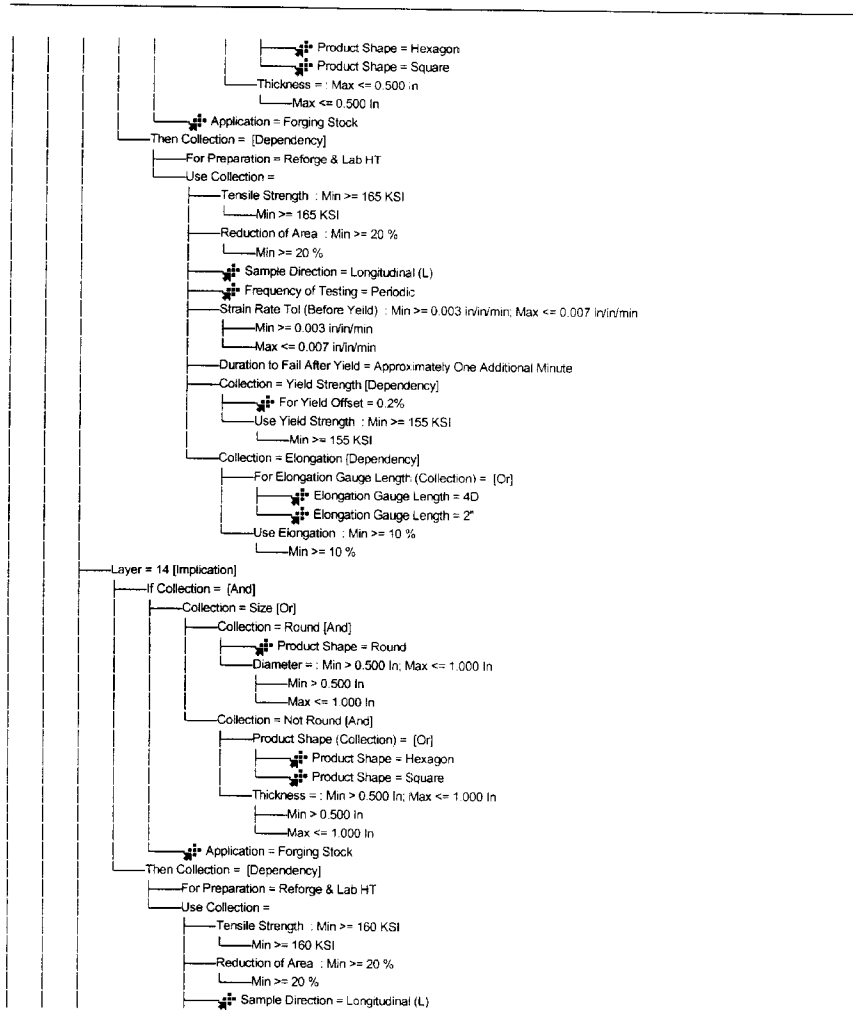 Product Shape = Hexagon
Product Shape = Square
Thickness = : Max <= 0.500 in
Max <= 0.500 In
Application = Forging Stock
Then Collection = [Dependency]
For Preparation = Reforge & Lab HT
Use Collection =
Tensile Strength : Min >= 165 KSI
Min >= 165 KSI
Reduction of Area : Min >= 20 %
Min >= 20 %
Sample Direction = Longitudinal (L)
Frequency of Testing = Periodic
Strain Rate Tol (Before Yeild) : Min >= 0.003 in/in/min; Max <= 0.007 in/in/min
Min >= 0.003 in/in/min
Max <= 0.007 in/in/min
Duration to Fail After Yield = Approximately One Additional Minute
Collection = Yield Strength [Dependency]
For Yield Offset = 0.2%
Use Yield Strength : Min >= 155 KSI
Min >= 155 KSI
Collection = Elongation [Dependency]
For Elongation Gauge Length (Collection) = [Or]
Elongation Gauge Length = 4D
Elongation Gauge Length = 2"
Use Elongation : Min >= 10 %
Min >= 10 %
Layer = 14 [Implication]
If Collection = [And]
Collection = Size [Or]
Collection = Round [And]
Product Shape = Round
Diameter = : Min > 0.500 In; Max <= 1.000 In
Min > 0.500 In
Max <= 1.000 In
Collection = Not Round [And]
Product Shape (Collection) = [Or]
Product Shape = Hexagon
Product Shape = Square
Thickness = : Min > 0.500 In; Max <= 1.000 In
Min > 0.500 In
Max <= 1.000 In
Application = Forging Stock
Then Collection = [Dependency]
For Preparation = Reforge & Lab HT
Use Collection =
Tensile Strength : Min >= 160 KSI
Min >= 160 KSI
Reduction of Area : Min >= 20 %
Min >= 20 %
Sample Direction = Longitudinal (L)